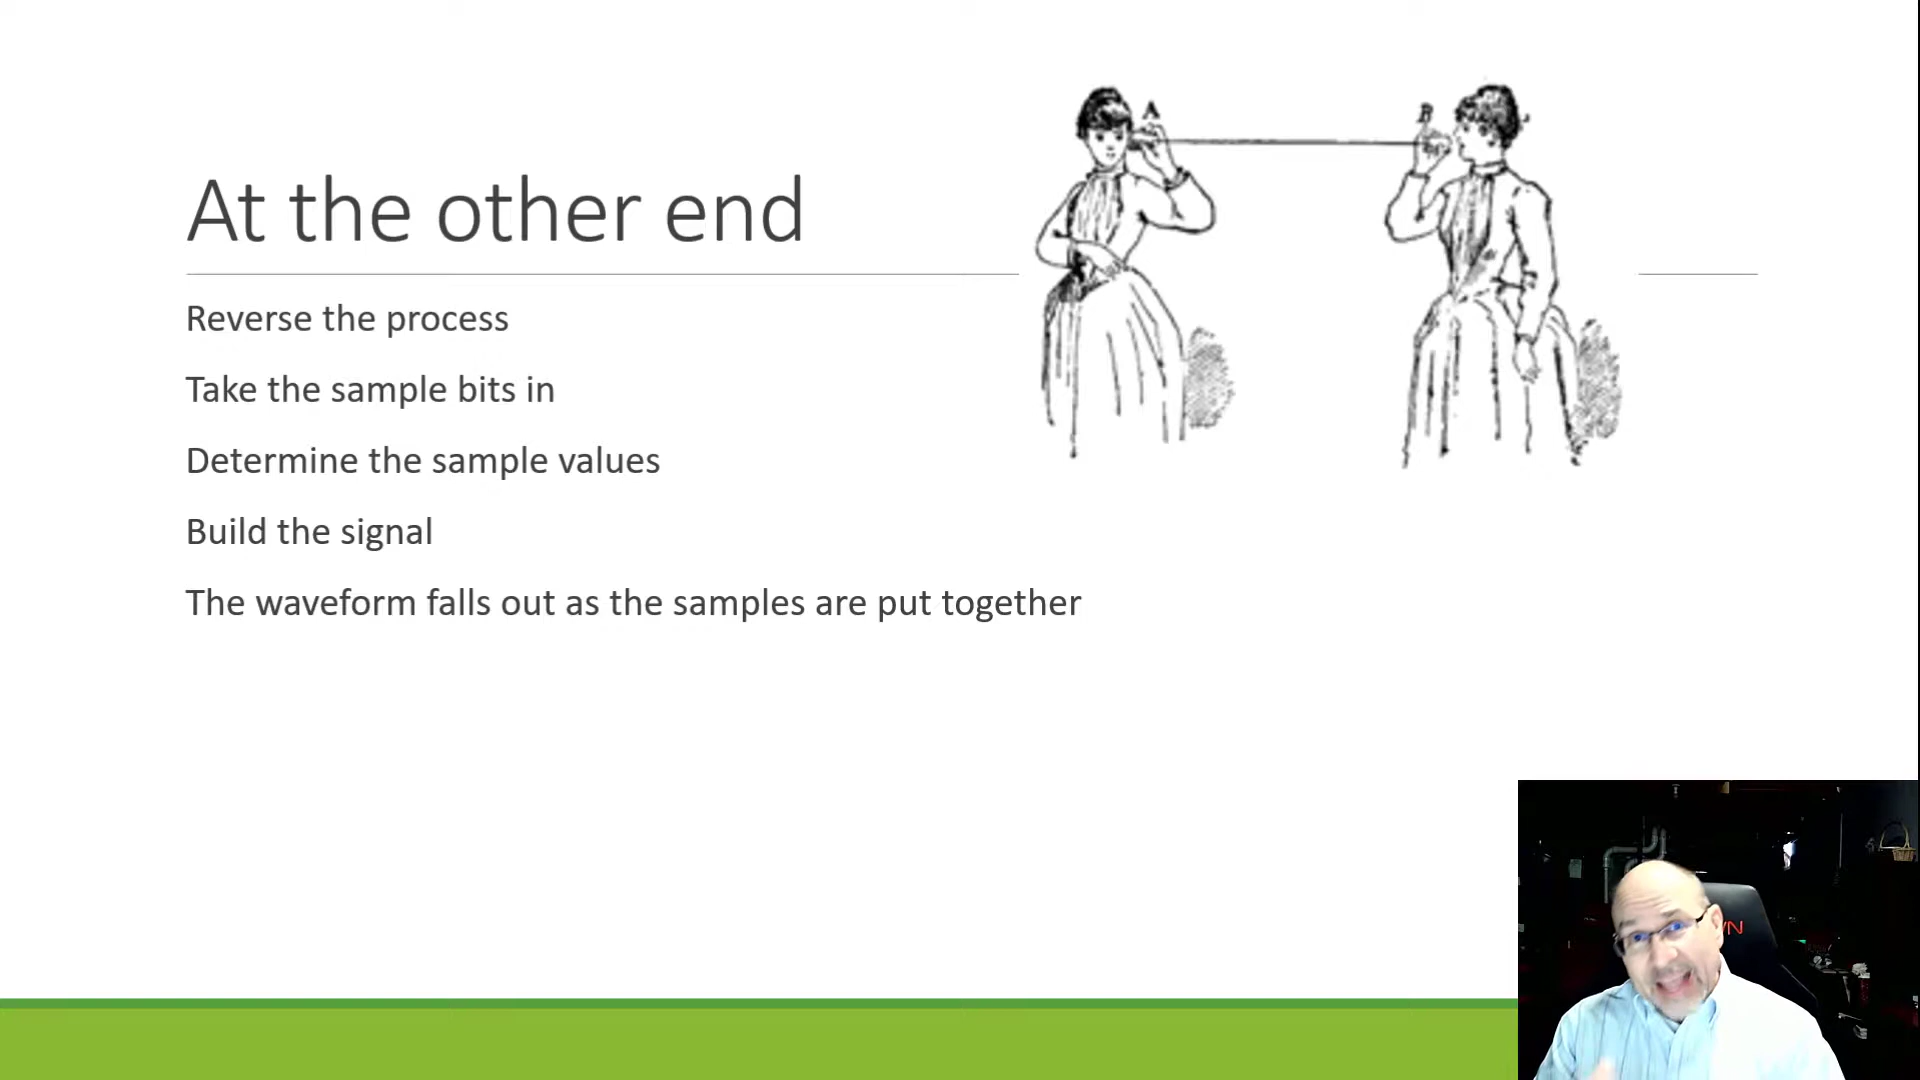 A
B
At the other end
Reverse the process
Take the sample bits in
Determine the sample values
Build the signal
The waveform falls out as the samples are put together